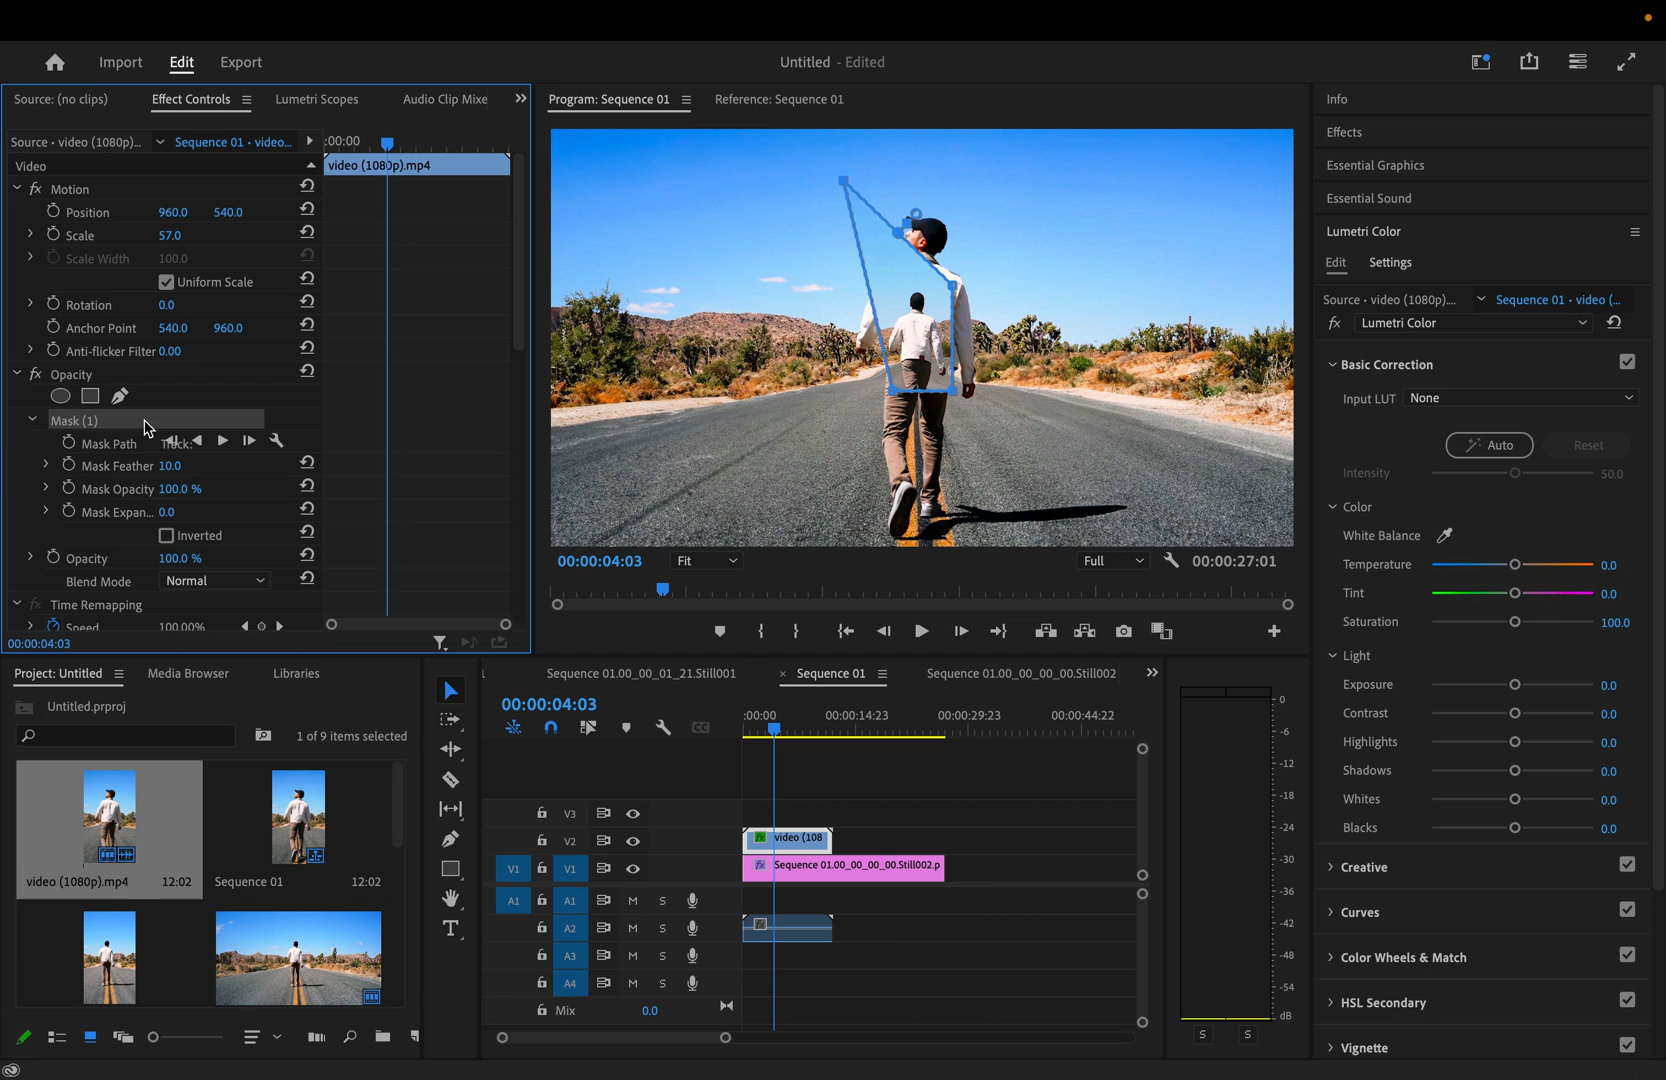 Import Edit Export Untitled - Edited
Source: (no clips) Effect Controls Lumetri Scopes Audio Clip Mixe
Source • video (1080p)... Sequence 01 • video... :00:00
Video video (1080p).mp4
fx Motion
Position 960.0 540.0
Scale 57.0
Scale Width 100.0
Uniform Scale
Rotation 0.0
Anchor Point 540.0 960.0
Anti-flicker Filter 0.00
fx Opacity
Mask (1)
Mask Path Track:
Mask Feather 10.0
Mask Opacity 100.0 %
Mask Expan... 0.0
Inverted
Opacity 100.0 %
Blend Mode Normal
fx Time Remapping
Speed 100.00%
00:00:04:03
Program: Sequence 01 Reference: Sequence 01
00:00:04:03 Fit Full 00:00:27:01
Info
Effects
Essential Graphics
Essential Sound
Lumetri Color
Edit Settings
Source • video (1080p).... Sequence 01 • video (...
fx Lumetri Color
Basic Correction
Input LUT None
Auto Reset
Intensity 50.0
Color
White Balance
Temperature 0.0
Tint 0.0
Saturation 100.0
Light
Exposure 0.0
Contrast 0.0
Highlights 0.0
Shadows 0.0
Whites 0.0
Blacks 0.0
Creative
Curves
Color Wheels & Match
HSL Secondary
Vignette
Project: Untitled Media Browser Libraries
Untitled.prproj
1 of 9 items selected
video (1080p).mp4 12:02 Sequence 01 12:02
Sequence 01.00_00_01_21.Still001 × Sequence 01 Sequence 01.00_00_00_00.Still002
00:00:04:03
:00:00 00:00:14:23 00:00:29:23 00:00:44:22
CC
V3
V2 fx video (108
V1 V1 fx Sequence 01.00_00_00_00.Still002.p
A1 A1 M S
A2 M S fx
A3 M S
A4 M S
Mix 0.0
0
-6
-12
-18
-24
-30
-36
-42
-48
-54
dB
S S